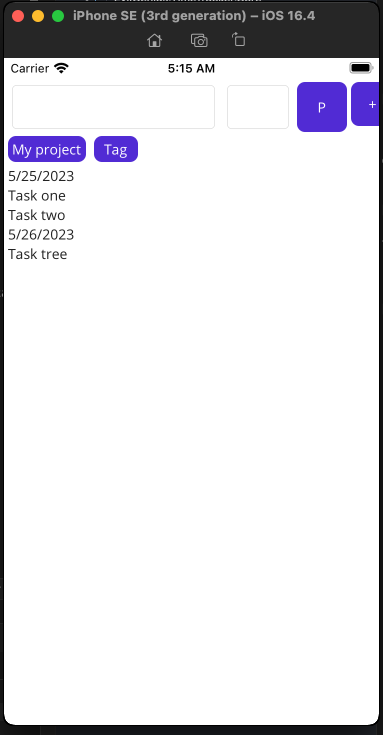 iPhone SE (3rd generation) – iOS 16.4
Carrier 5:15 AM
P +
My project Tag
5/25/2023
Task one
Task two
5/26/2023
Task tree